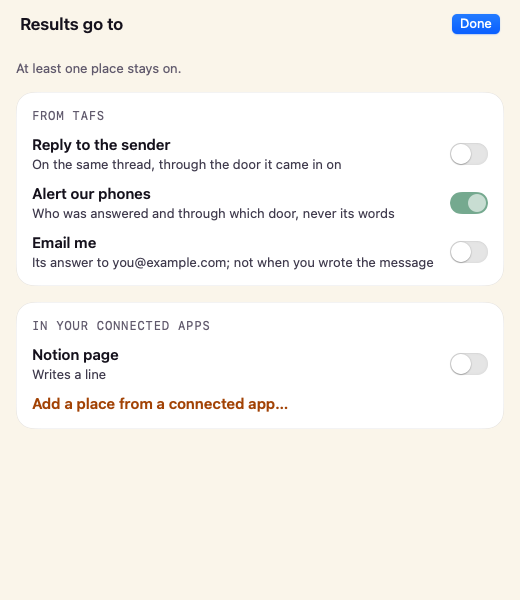 Results go to
Done
At least one place stays on.
FROM TAFS
Reply to the sender
On the same thread, through the door it came in on
Alert our phones
Who was answered and through which door, never its words
Email me
Its answer to you@example.com; not when you wrote the message
IN YOUR CONNECTED APPS
Notion page
Writes a line
Add a place from a connected app...